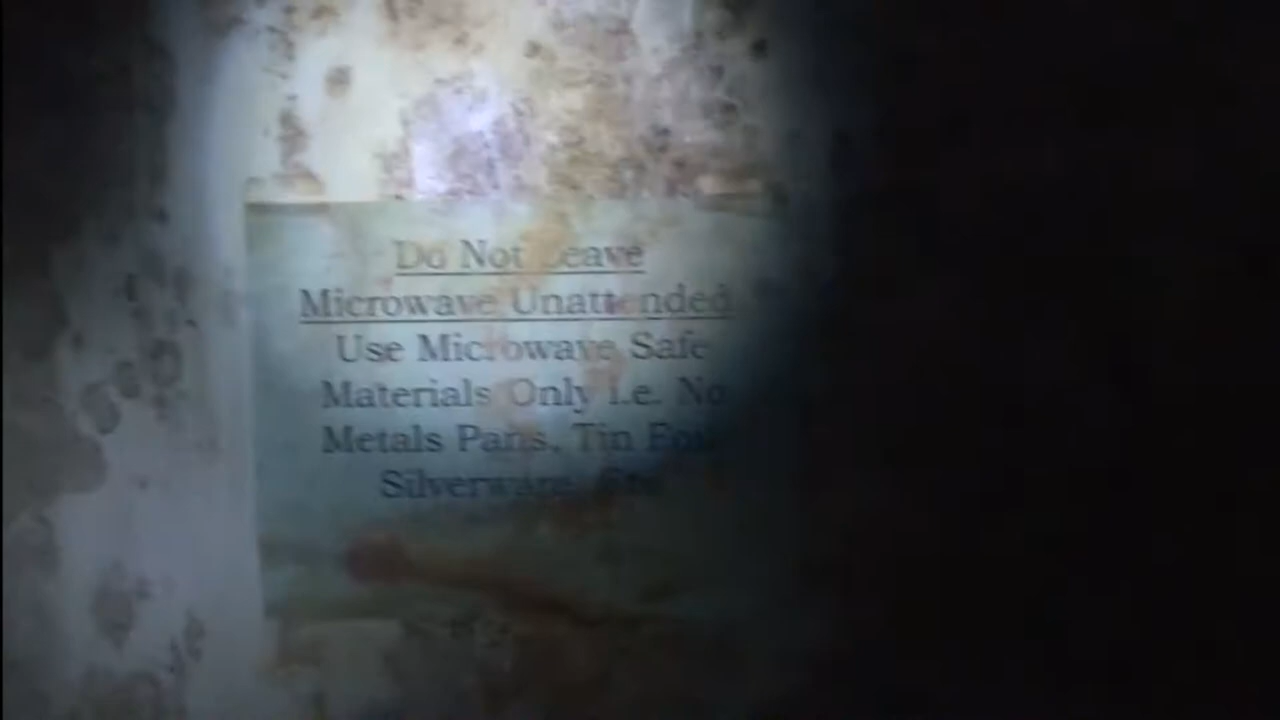 Do Not Leave
Microwave Unattended
Use Microwave Safe
Materials Only i.e. No
Metals Pans, Tin Foil
Silverware, Etc